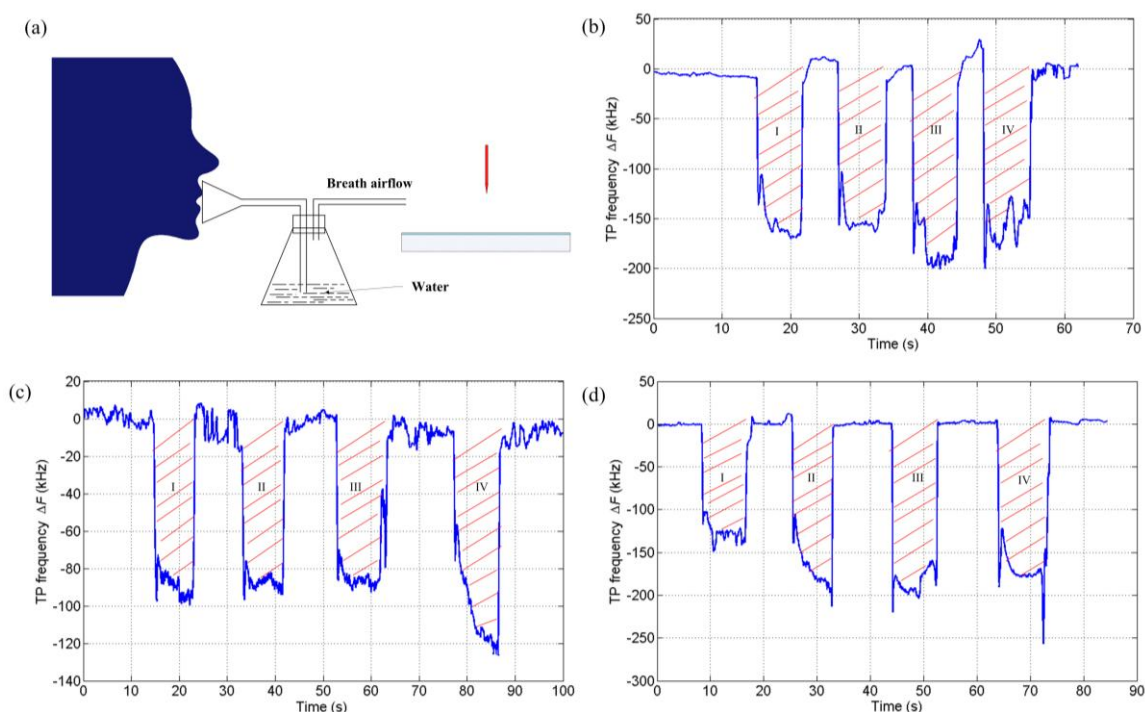 (a)
Breath airflow
Water
(b)
TP frequency ΔF (kHz)
50
0
-50
-100
-150
-200
-250
I
II
III
IV
0 10 20 30 40 50 60 70
Time (s)
(c)
TP frequency ΔF (kHz)
20
0
-20
-40
-60
-80
-100
-120
-140
I
II
III
IV
0 10 20 30 40 50 60 70 80 90 100
Time (s)
(d)
TP frequency ΔF (kHz)
50
0
-50
-100
-150
-200
-250
-300
I
II
III
IV
0 10 20 30 40 50 60 70 80 90
Time (s)